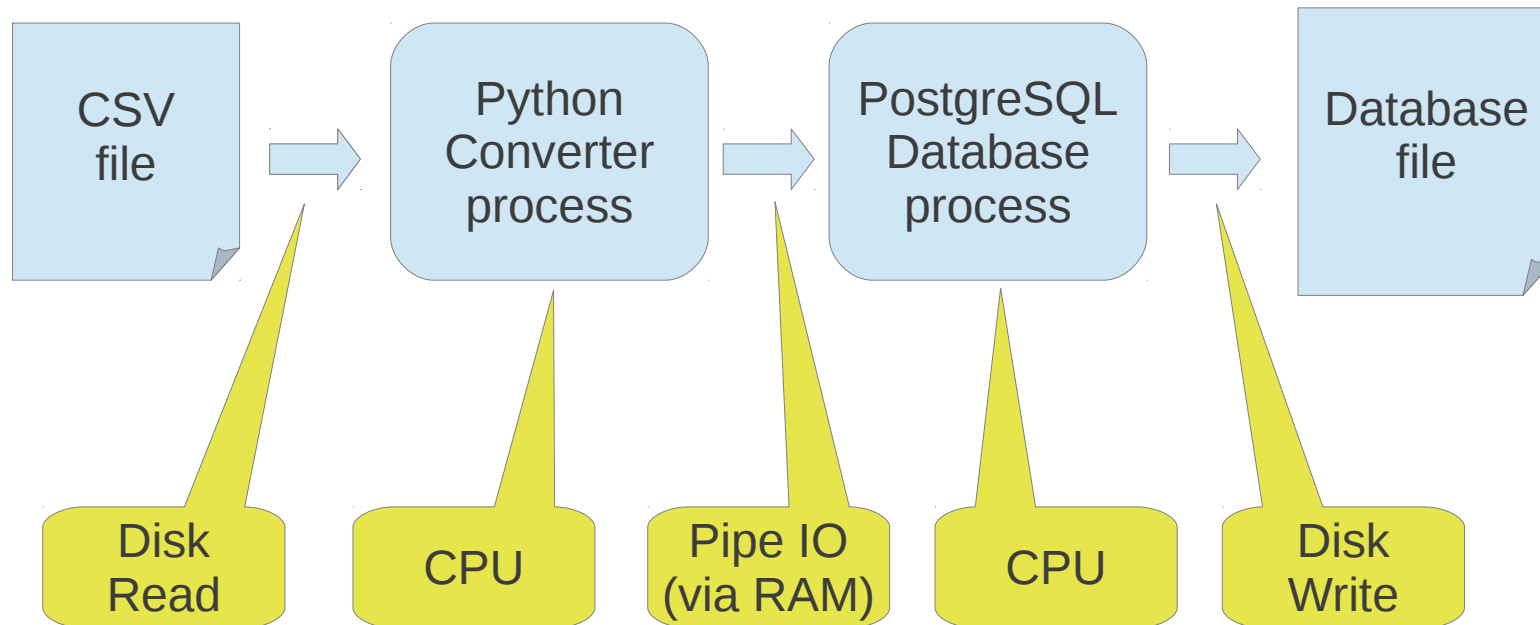 CSV
file
Python
Converter
process
PostgreSQL
Database
process
Database
file
Disk
Read
CPU
Pipe IO
(via RAM)
CPU
Disk
Write